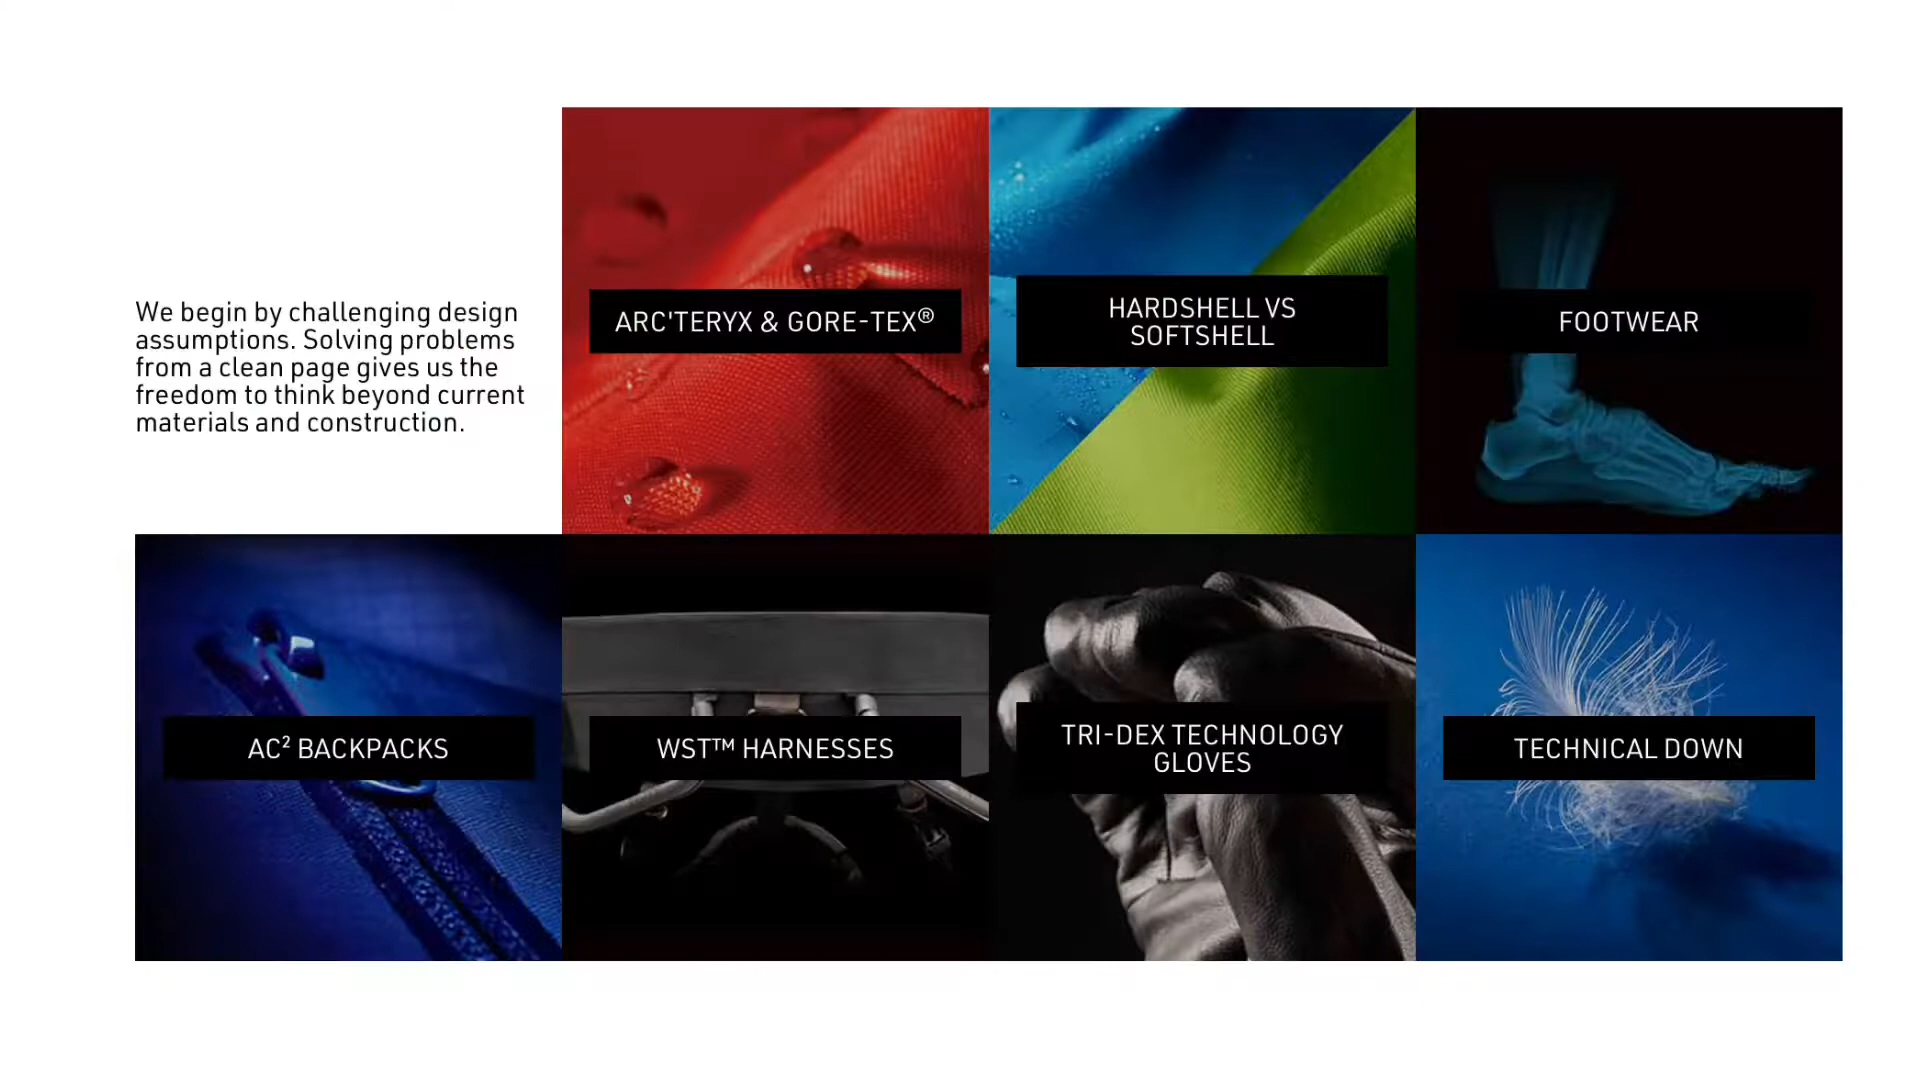 We begin by challenging design
assumptions. Solving problems
from a clean page gives us the
freedom to think beyond current
materials and construction.
ARC'TERYX & GORE-TEX®
HARDSHELL VS
SOFTSHELL
FOOTWEAR
AC² BACKPACKS
WST™ HARNESSES
TRI-DEX TECHNOLOGY
GLOVES
TECHNICAL DOWN